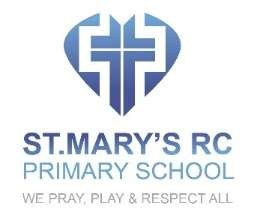 ST.MARY'S RC
PRIMARY SCHOOL
WE PRAY, PLAY & RESPECT ALL